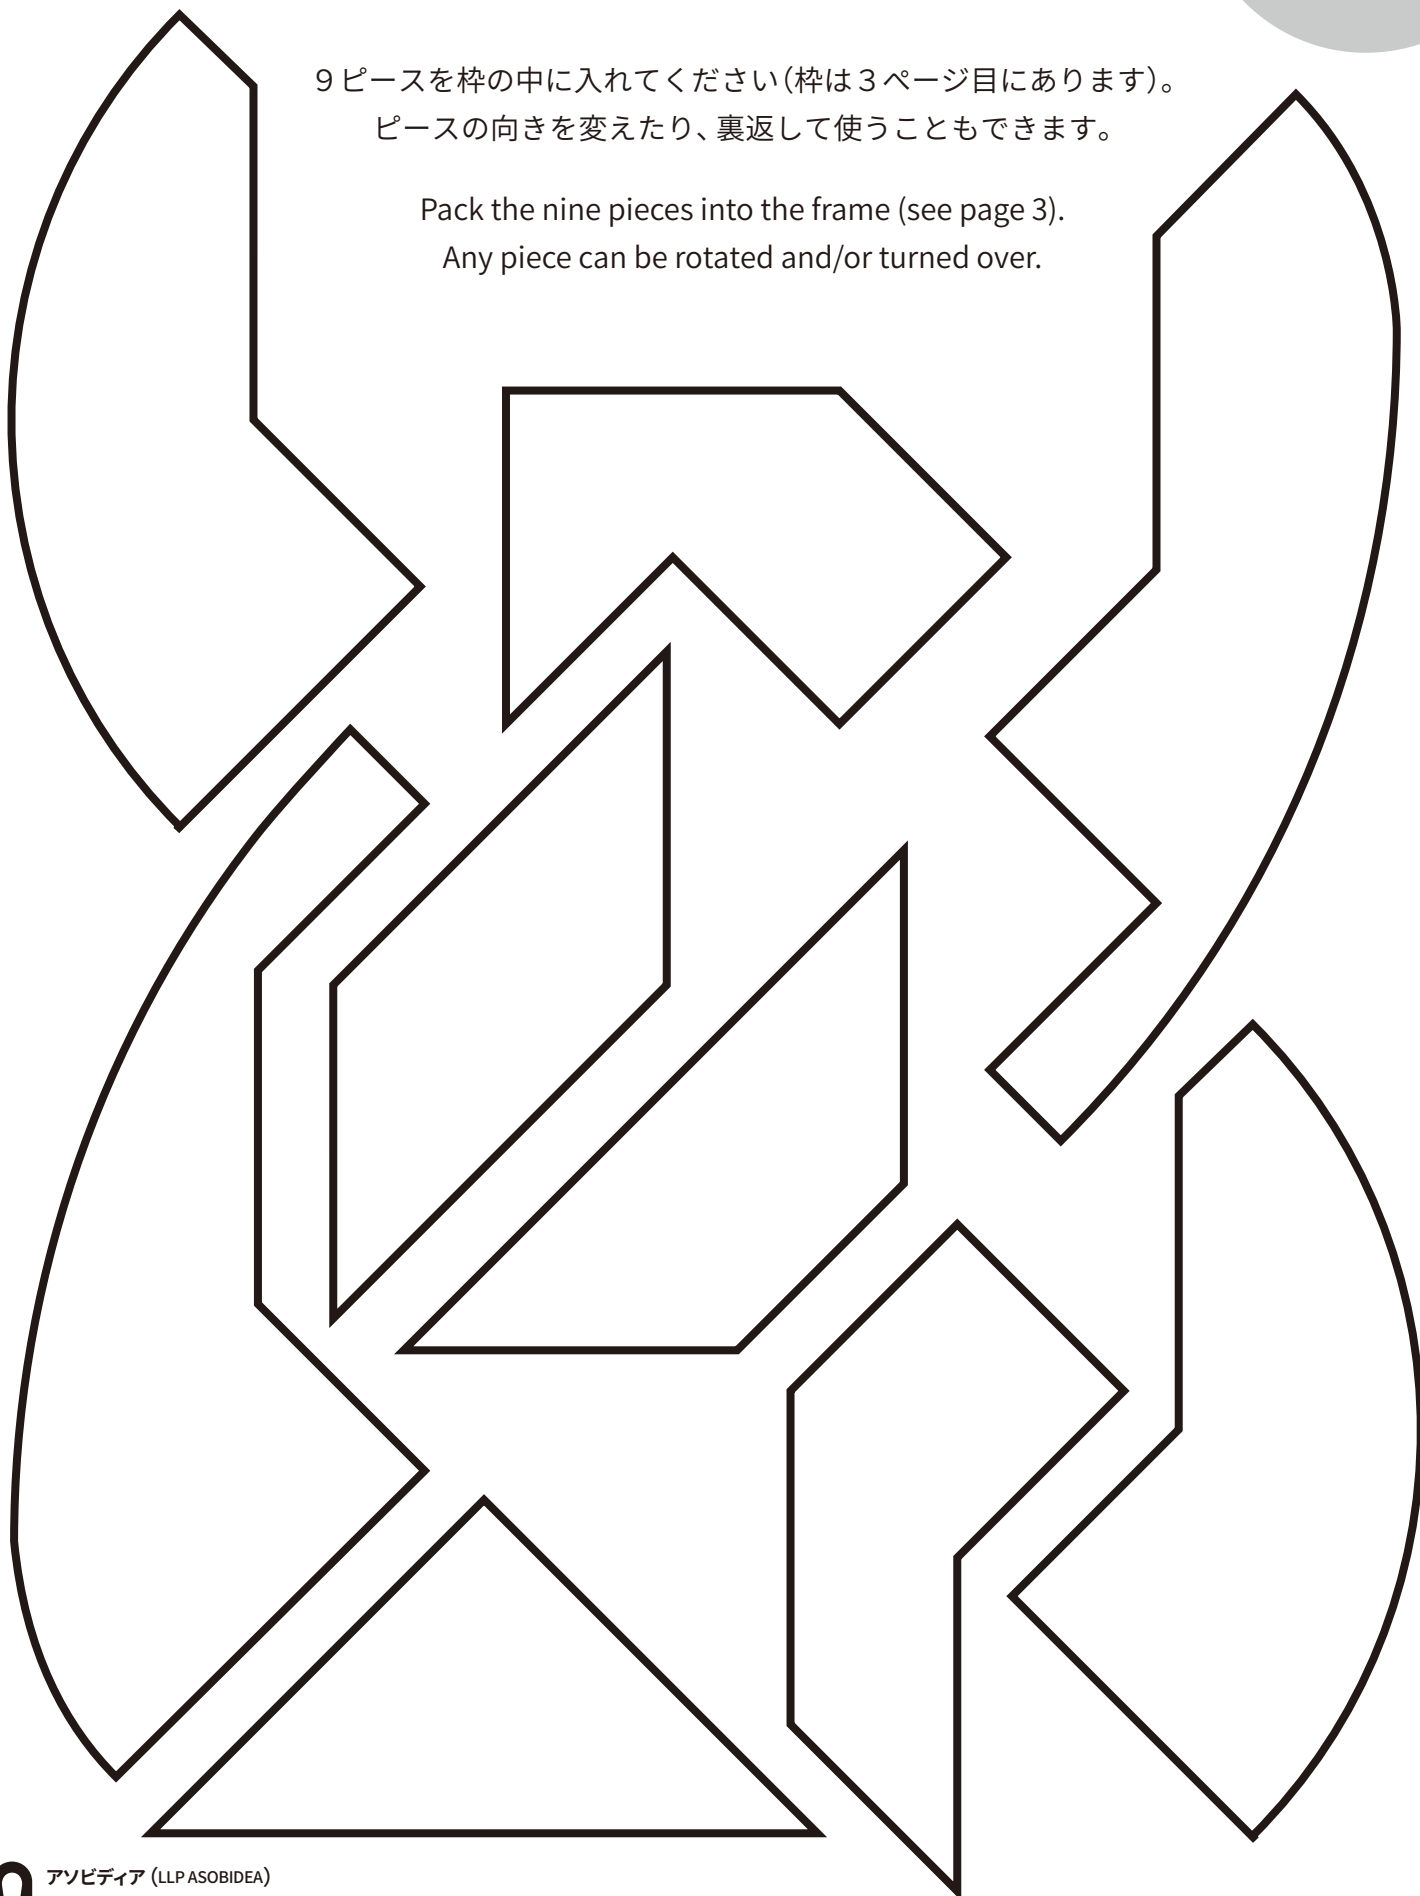 ９ピースを枠の中に入れてください（枠は３ページ目にあります）。
ピースの向きを変えたり、裏返して使うこともできます。
Pack the nine pieces into the frame (see page 3).
Any piece can be rotated and/or turned over.
アソビディア（LLP ASOBIDEA）